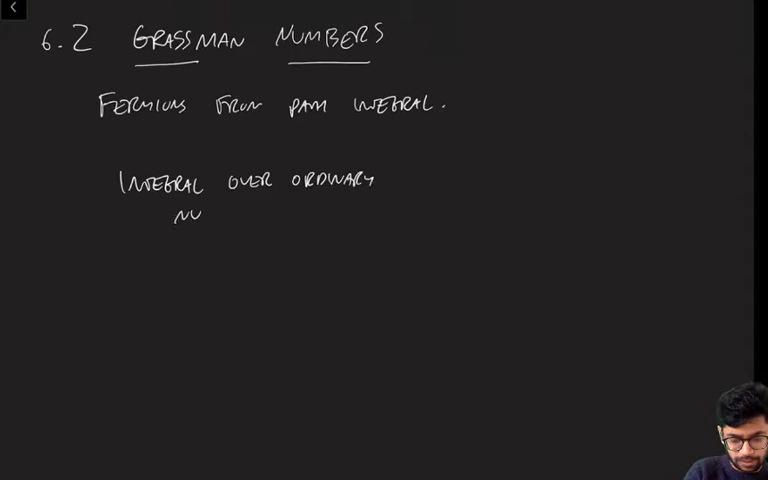 6.2 GRASSMAN NUMBERS
FERMIONS FROM PATH INTEGRAL.
INTEGRAL OVER ORDINARY
NU